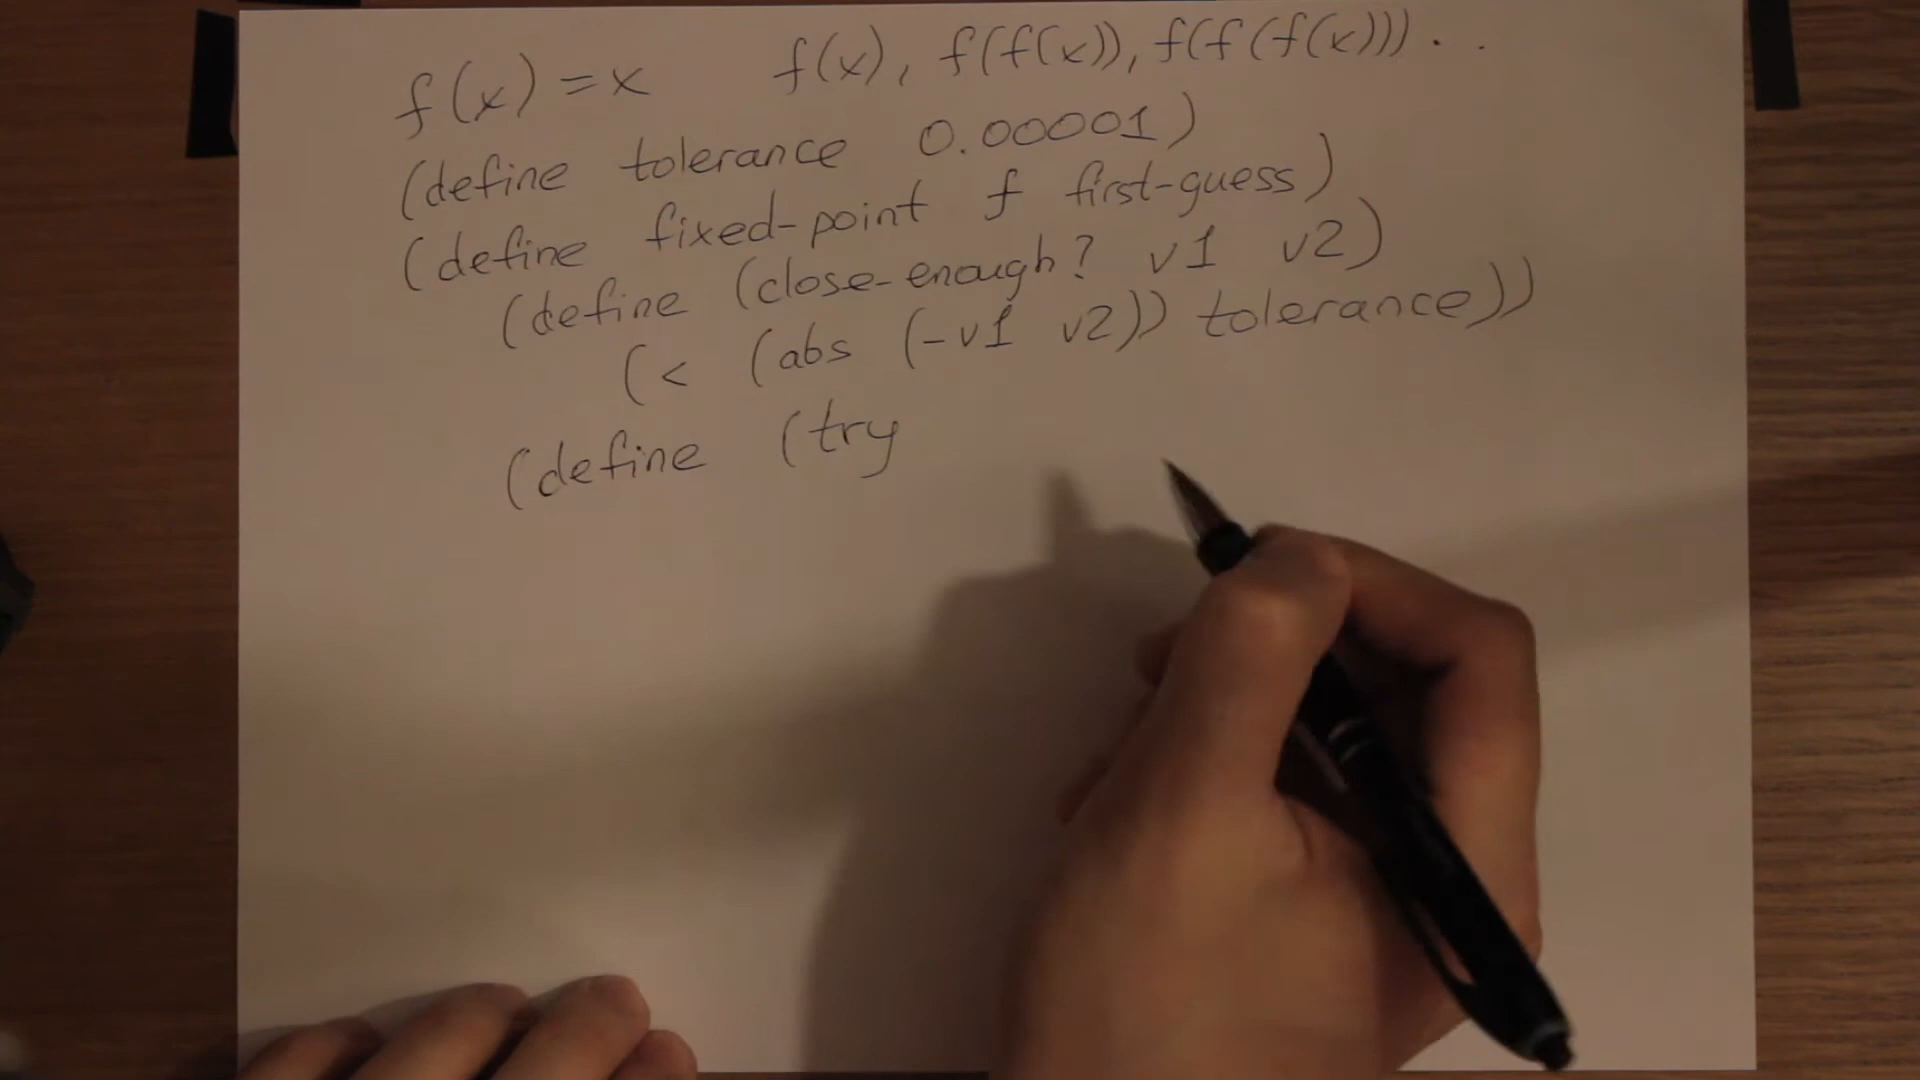 f(x) = x f(x), f(f(x)), f(f(f(x))) . . .
(define tolerance 0.00001)
(define fixed-point f first-guess)
(define (close-enough? v1 v2)
(< (abs (-v1 v2)) tolerance))
(define (try